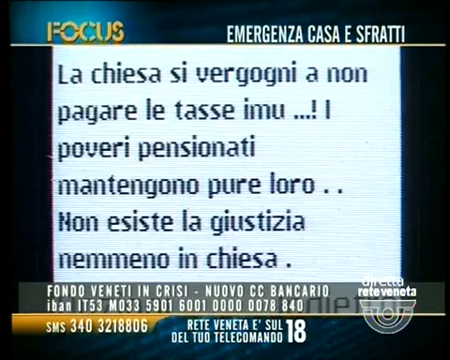 FOCUS
EMERGENZA CASA E SFRATTI
La chiesa si vergogni a non
pagare le tasse imu ...! I
poveri pensionati
mantengono pure loro . .
Non esiste la giustizia
nemmeno in chiesa .
FONDO VENETI IN CRISI - NUOVO CC BANCARIO
iban IT53 M033 5901 6001 0000 0078 840
diretta
reteveneta
SMS 340 3218806
RETE VENETA E' SUL
DEL TUO TELECOMANDO 18